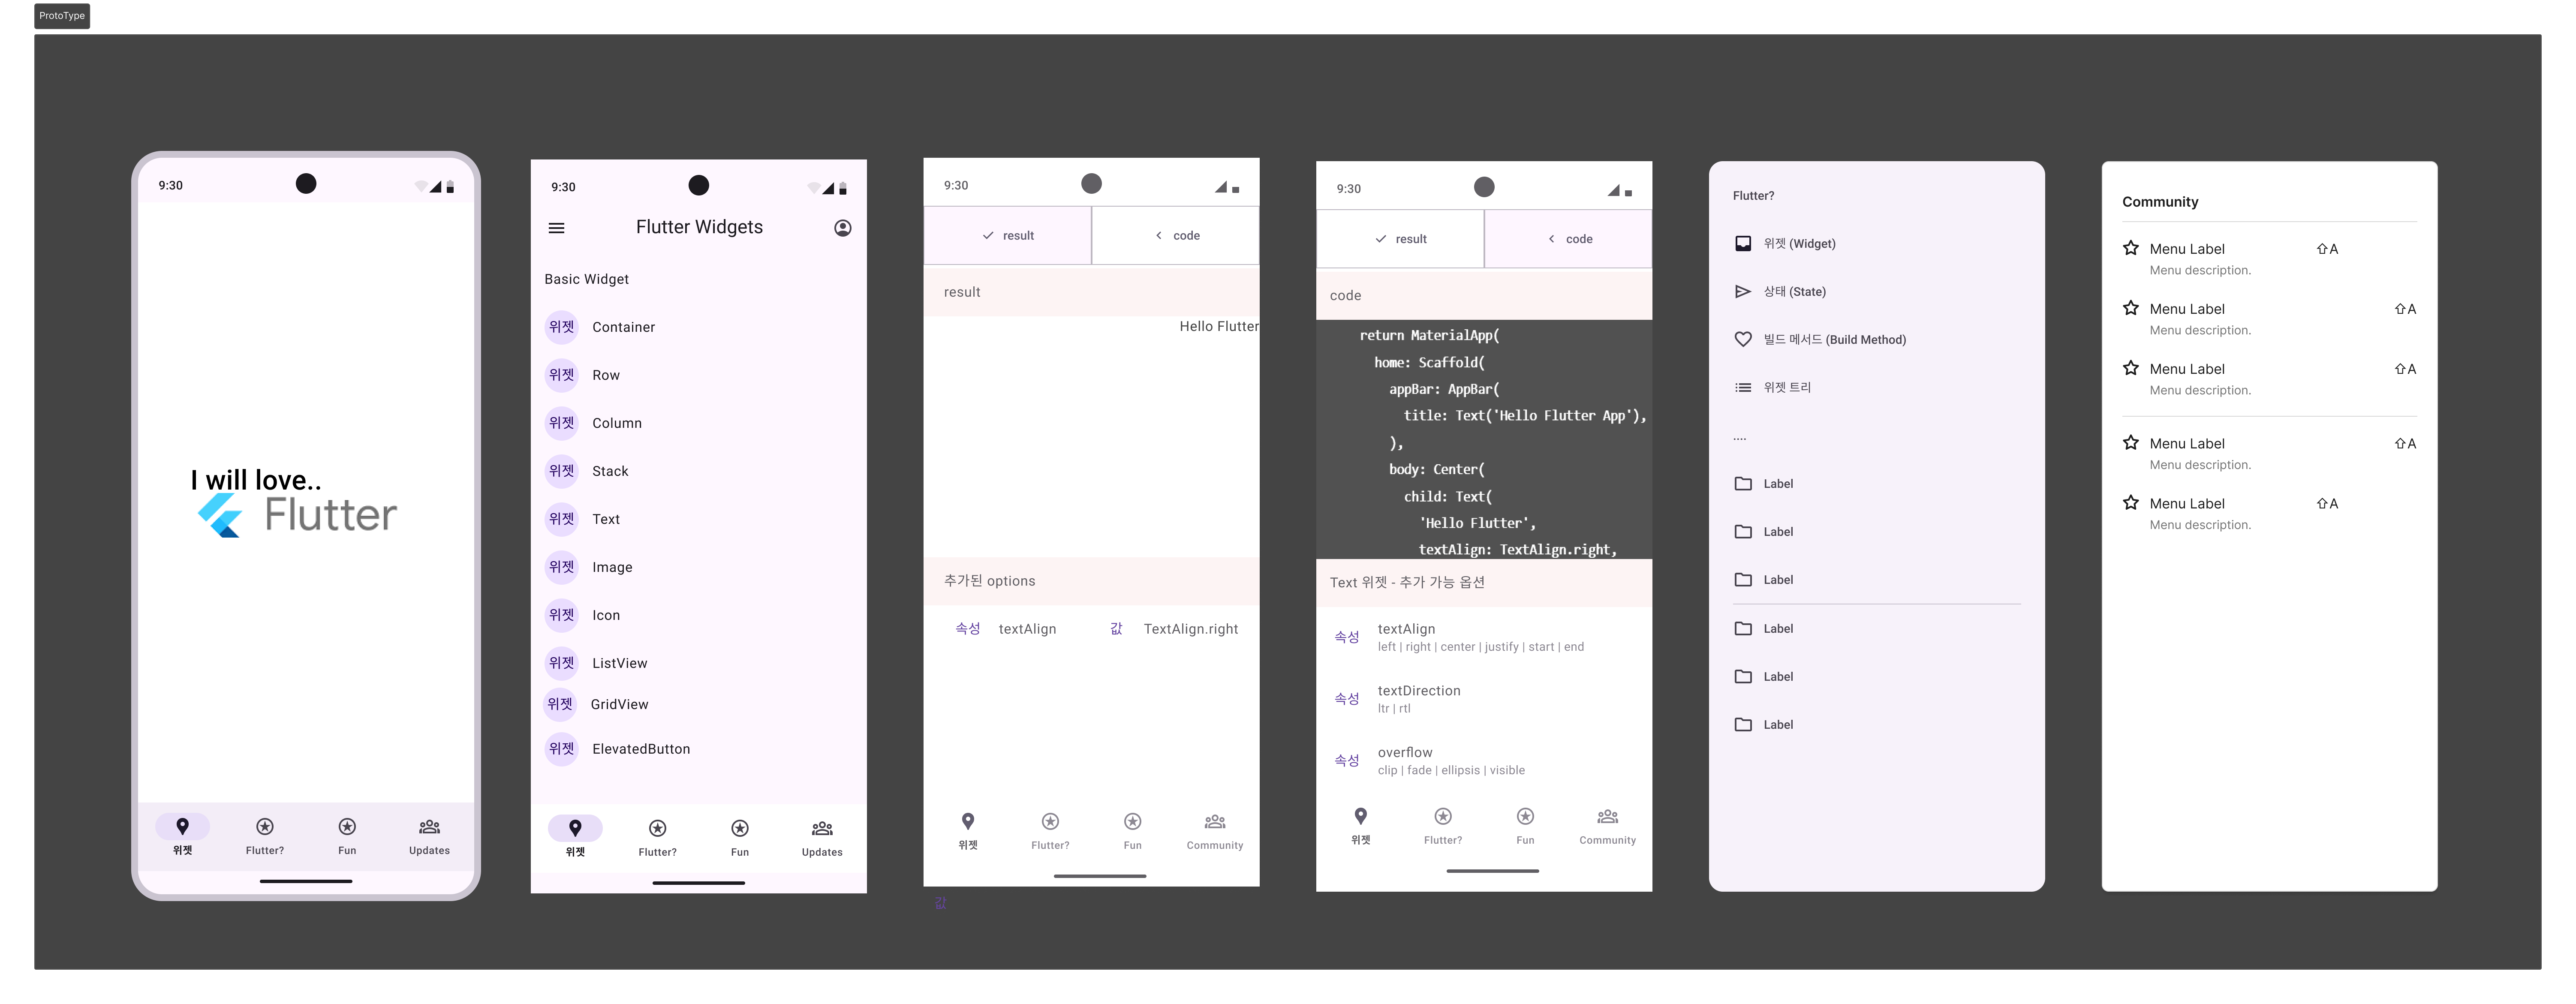 ProtoType
9:30
I will love..
Flutter
위젯
Flutter?
Fun
Updates
9:30
Flutter Widgets
Basic Widget
위젯 Container
위젯 Row
위젯 Column
위젯 Stack
위젯 Text
위젯 Image
위젯 Icon
위젯 ListView
위젯 GridView
위젯 ElevatedButton
위젯
Flutter?
Fun
Updates
9:30
result
code
result
Hello Flutter
추가된 options
속성 textAlign 값 TextAlign.right
위젯
Flutter?
Fun
Community
값
9:30
result
code
code
return MaterialApp(
home: Scaffold(
appBar: AppBar(
title: Text('Hello Flutter App'),
),
body: Center(
child: Text(
'Hello Flutter',
textAlign: TextAlign.right,
Text 위젯 - 추가 가능 옵션
속성 textAlign
left | right | center | justify | start | end
속성 textDirection
ltr | rtl
속성 overflow
clip | fade | ellipsis | visible
위젯
Flutter?
Fun
Community
Flutter?
위젯 (Widget)
상태 (State)
빌드 메서드 (Build Method)
위젯 트리
....
Label
Label
Label
Label
Label
Label
Community
Menu Label ⇧A
Menu description.
Menu Label ⇧A
Menu description.
Menu Label ⇧A
Menu description.
Menu Label ⇧A
Menu description.
Menu Label ⇧A
Menu description.